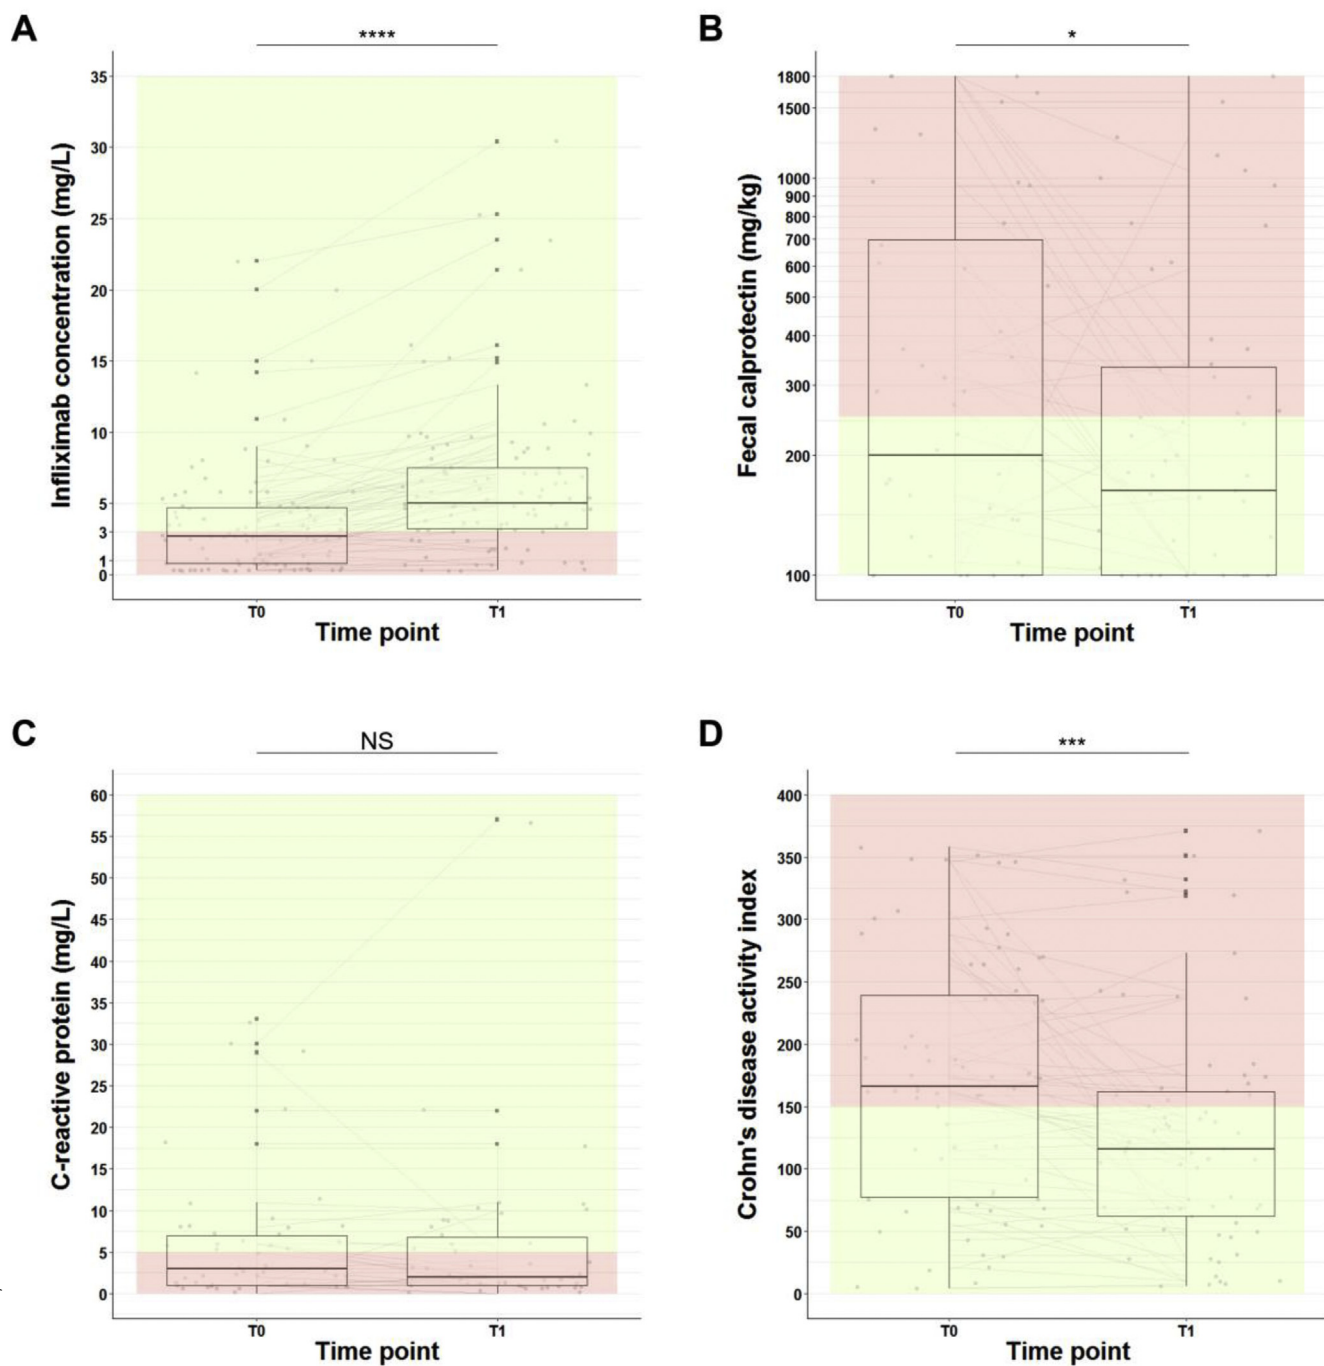 A
****
Infliximab concentration (mg/L)
35
30
25
20
15
10
5
3
1
0
T0
T1
Time point
B
*
Fecal calprotectin (mg/kg)
1800
1500
1000
900
800
700
600
500
400
300
200
100
T0
T1
Time point
C
NS
C-reactive protein (mg/L)
60
55
50
45
40
35
30
25
20
15
10
5
0
T0
T1
Time point
D
***
Crohn's disease activity index
400
350
300
250
200
150
100
50
0
T0
T1
Time point